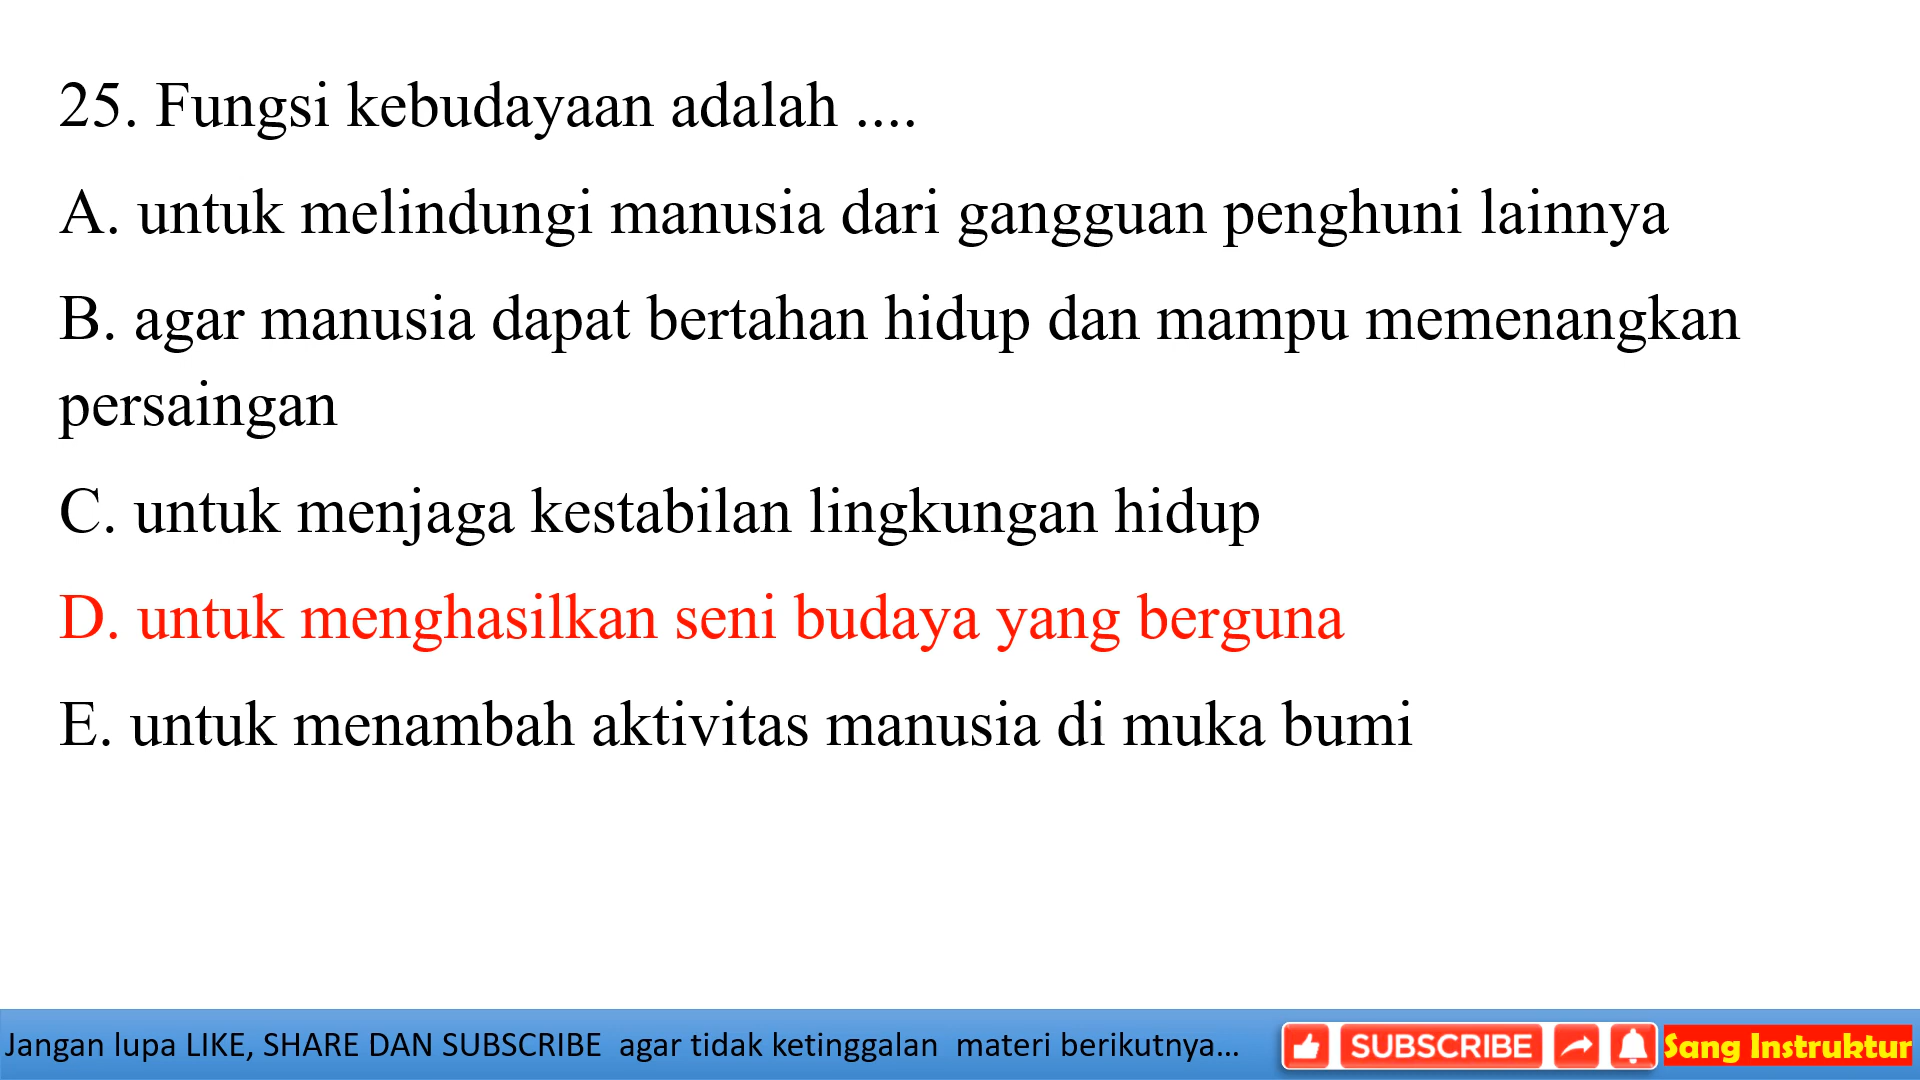 25. Fungsi kebudayaan adalah ....
A. untuk melindungi manusia dari gangguan penghuni lainnya
B. agar manusia dapat bertahan hidup dan mampu memenangkan
persaingan
C. untuk menjaga kestabilan lingkungan hidup
D. untuk menghasilkan seni budaya yang berguna
E. untuk menambah aktivitas manusia di muka bumi
Jangan lupa LIKE, SHARE DAN SUBSCRIBE agar tidak ketinggalan materi berikutnya... SUBSCRIBE Sang Instruktur